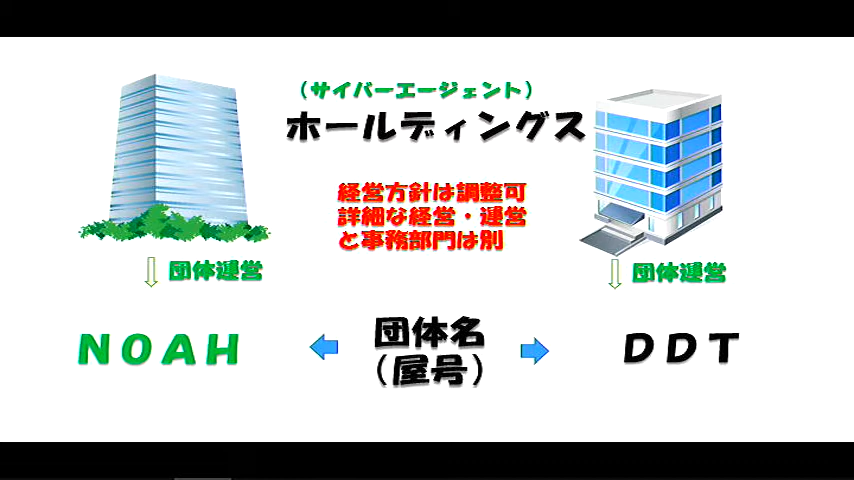 （サイバーエージェント）
ホールディングス
経営方針は調整可
詳細な経営・運営
と事務部門は別
団体運営
団体運営
NOAH
団体名
（屋号）
DDT